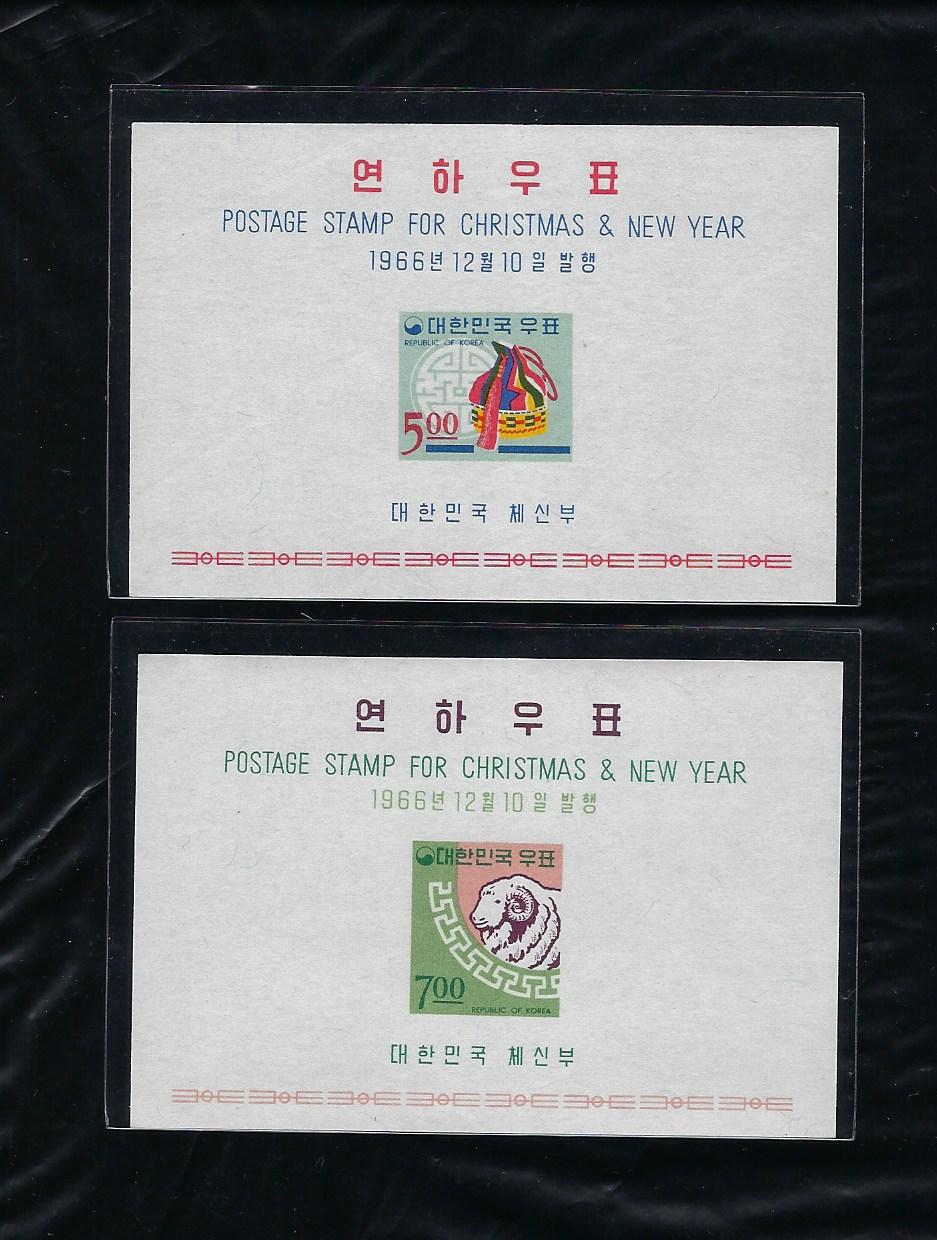 연 하 우 표
POSTAGE STAMP FOR CHRISTMAS & NEW YEAR
1966년 12월 10일 발행
대한민국 우표
REPUBLIC OF KOREA
500
대한민국 체신부
연 하 우 표
POSTAGE STAMP FOR CHRISTMAS & NEW YEAR
1966년 12월 10일 발행
대한민국 우표
700
REPUBLIC OF KOREA
대한민국 체신부